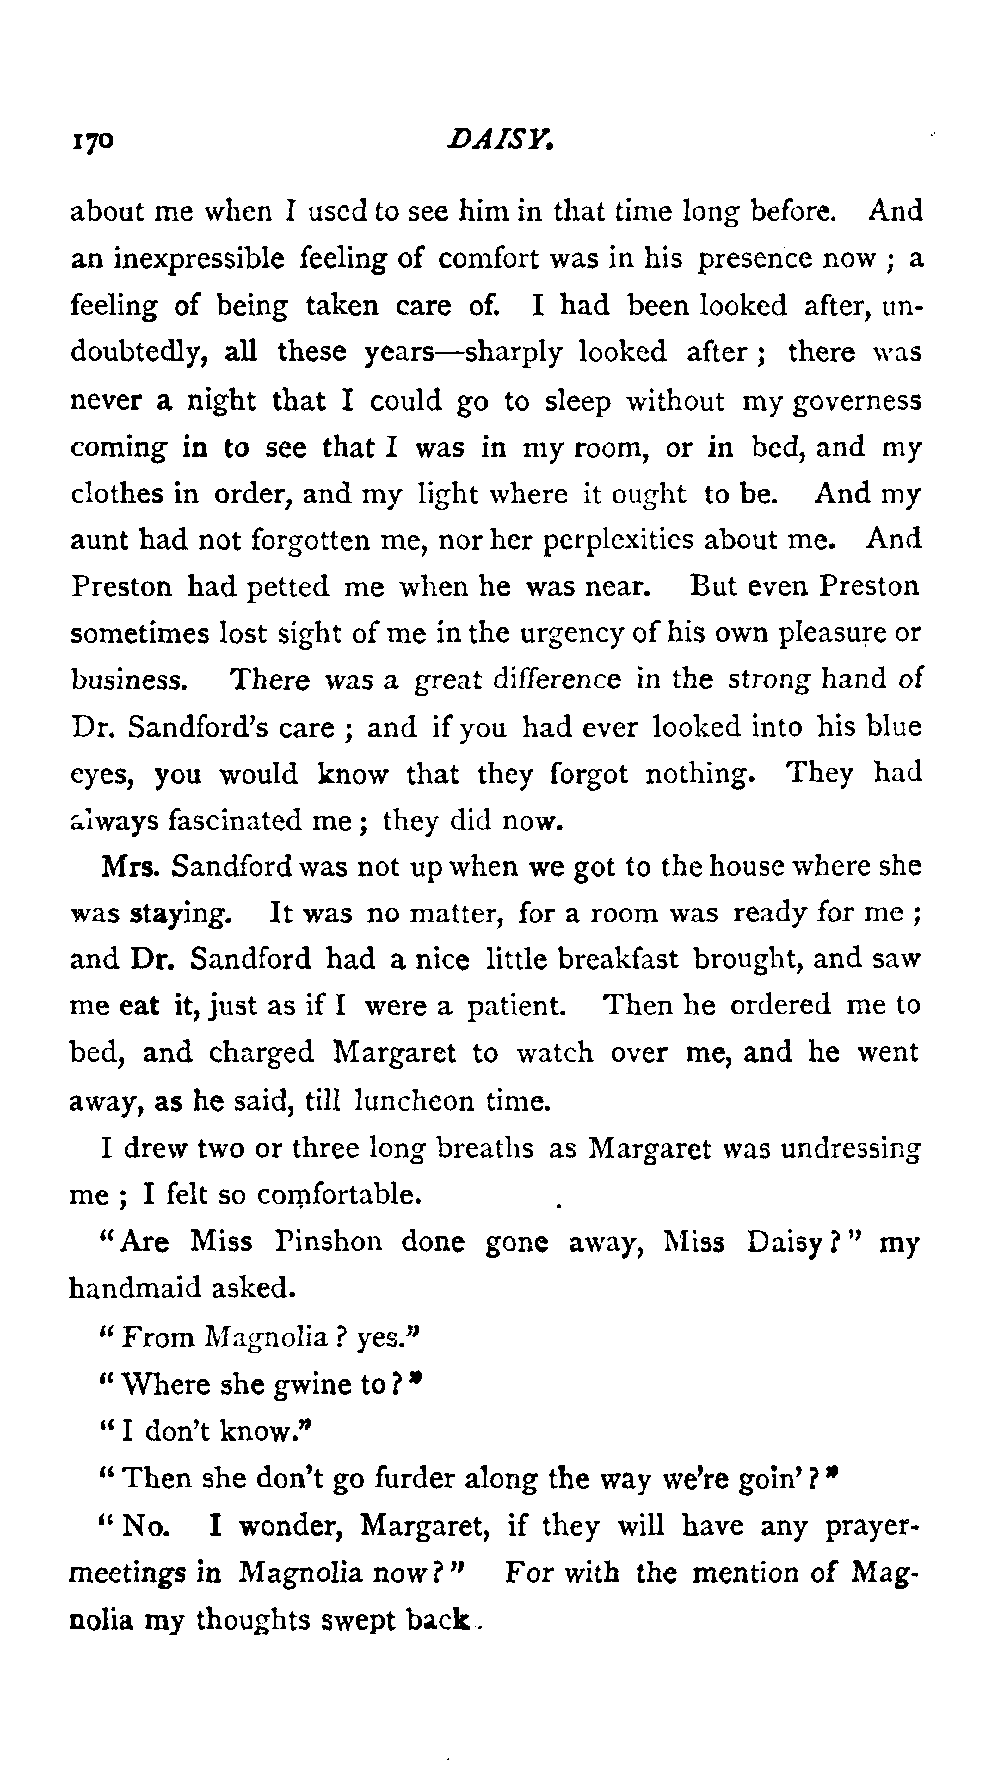 170 DAISY.
about me when I used to see him in that time long before. And
an inexpressible feeling of comfort was in his presence now ; a
feeling of being taken care of. I had been looked after, un-
doubtedly, all these years—sharply looked after ; there was
never a night that I could go to sleep without my governess
coming in to see that I was in my room, or in bed, and my
clothes in order, and my light where it ought to be. And my
aunt had not forgotten me, nor her perplexities about me. And
Preston had petted me when he was near. But even Preston
sometimes lost sight of me in the urgency of his own pleasure or
business. There was a great difference in the strong hand of
Dr. Sandford's care ; and if you had ever looked into his blue
eyes, you would know that they forgot nothing. They had
always fascinated me ; they did now.
Mrs. Sandford was not up when we got to the house where she
was staying. It was no matter, for a room was ready for me ;
and Dr. Sandford had a nice little breakfast brought, and saw
me eat it, just as if I were a patient. Then he ordered me to
bed, and charged Margaret to watch over me, and he went
away, as he said, till luncheon time.
I drew two or three long breaths as Margaret was undressing
me ; I felt so comfortable.
"Are Miss Pinshon done gone away, Miss Daisy?" my
handmaid asked.
"From Magnolia ? yes."
"Where she gwine to?"
"I don't know."
"Then she don't go furder along the way we're goin'?"
"No. I wonder, Margaret, if they will have any prayer-
meetings in Magnolia now?" For with the mention of Mag-
nolia my thoughts swept back.